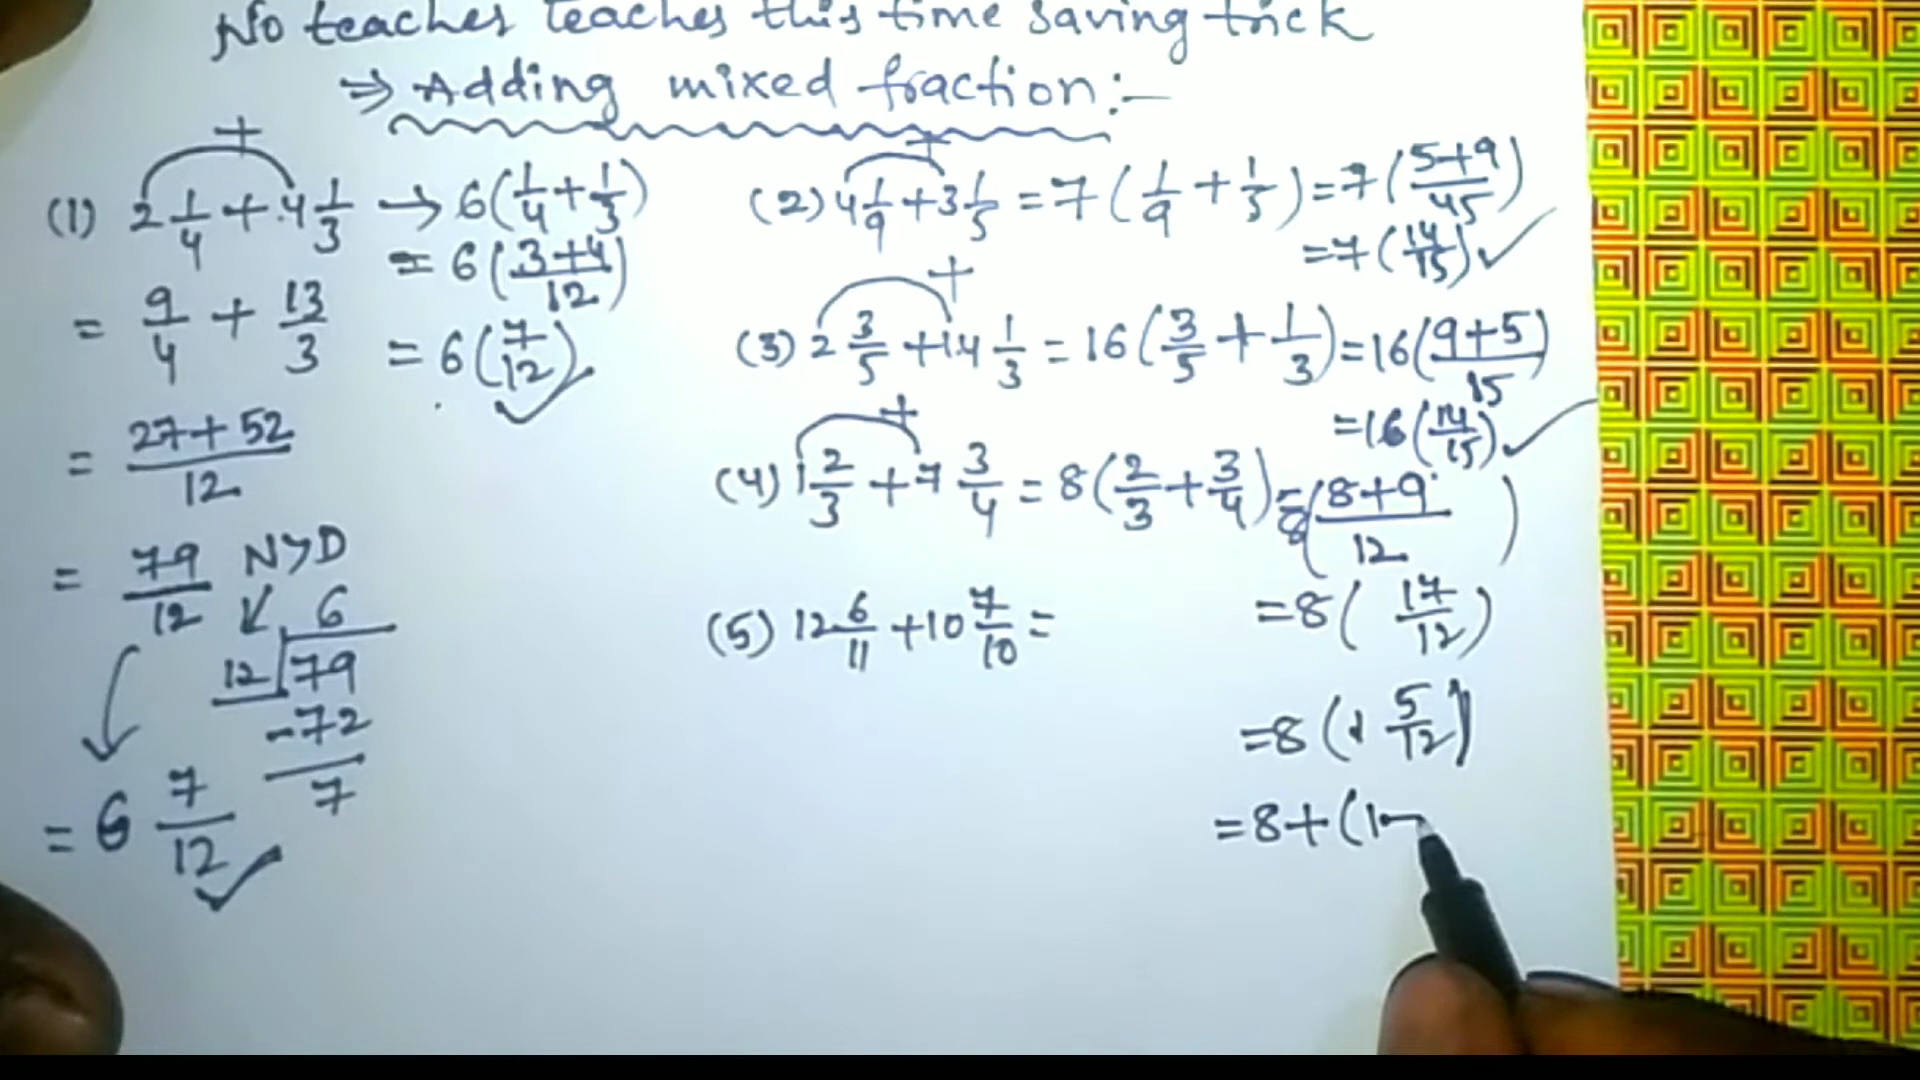 No teacher teaches this time saving trick
⇒ Adding mixed fraction:-
+
(1) 2 1/4 + 4 1/3 → 6(1/4 + 1/3)
= 6(3+4/12)
= 9/4 + 13/3
= 6(7/12)
= 27+52/12
= 79/12 N>D
6
12 79
-72
7
= 6 7/12
+
(2) 4 1/9 + 3 1/5 = 7(1/9 + 1/5) = 7(5+9/45)
= 7(14/45)
+
(3) 2 3/5 + 14 1/3 = 16(3/5 + 1/3) = 16(9+5/15)
= 16(14/15)
+
(4) 1 2/3 + 7 3/4 = 8(2/3 + 3/4) = 8(8+9/12)
= 8(17/12)
= 8(1 5/12)
= 8+(1
(5) 12 6/11 + 10 7/10 =